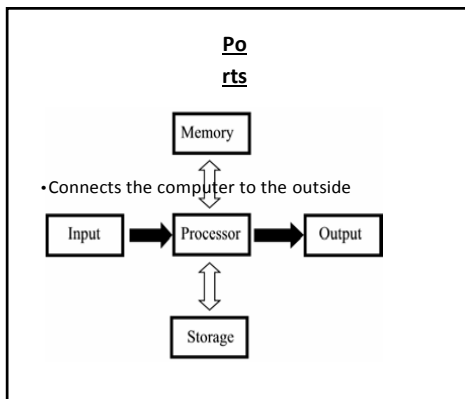 Po
rts
Memory
•Connects the computer to the outside
Input Processor Output
Storage